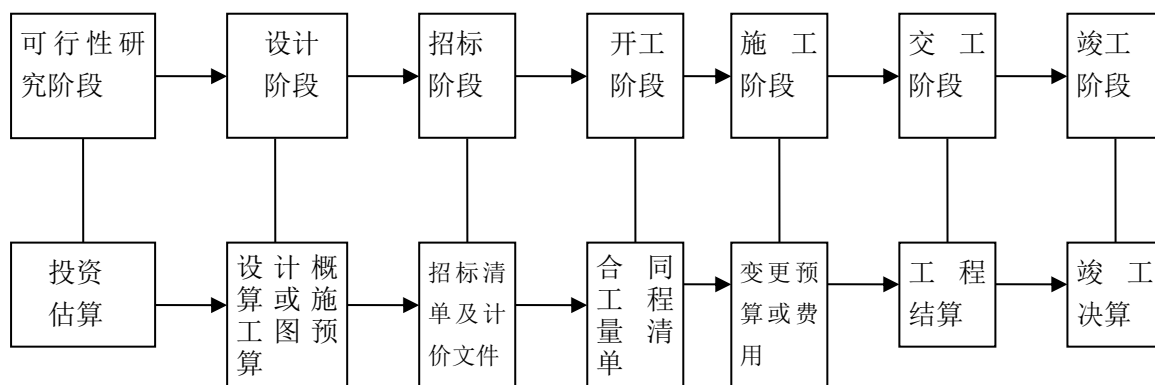 可行性研
究阶段
设计
阶段
招标
阶段
开工
阶段
施工
阶段
交工
阶段
竣工
阶段
投资
估算
设计概
算或施
工图预
算
招标清
单及计
价文件
合同
工程
量清
单
变更预
算或费
用
工程
结算
竣工
决算